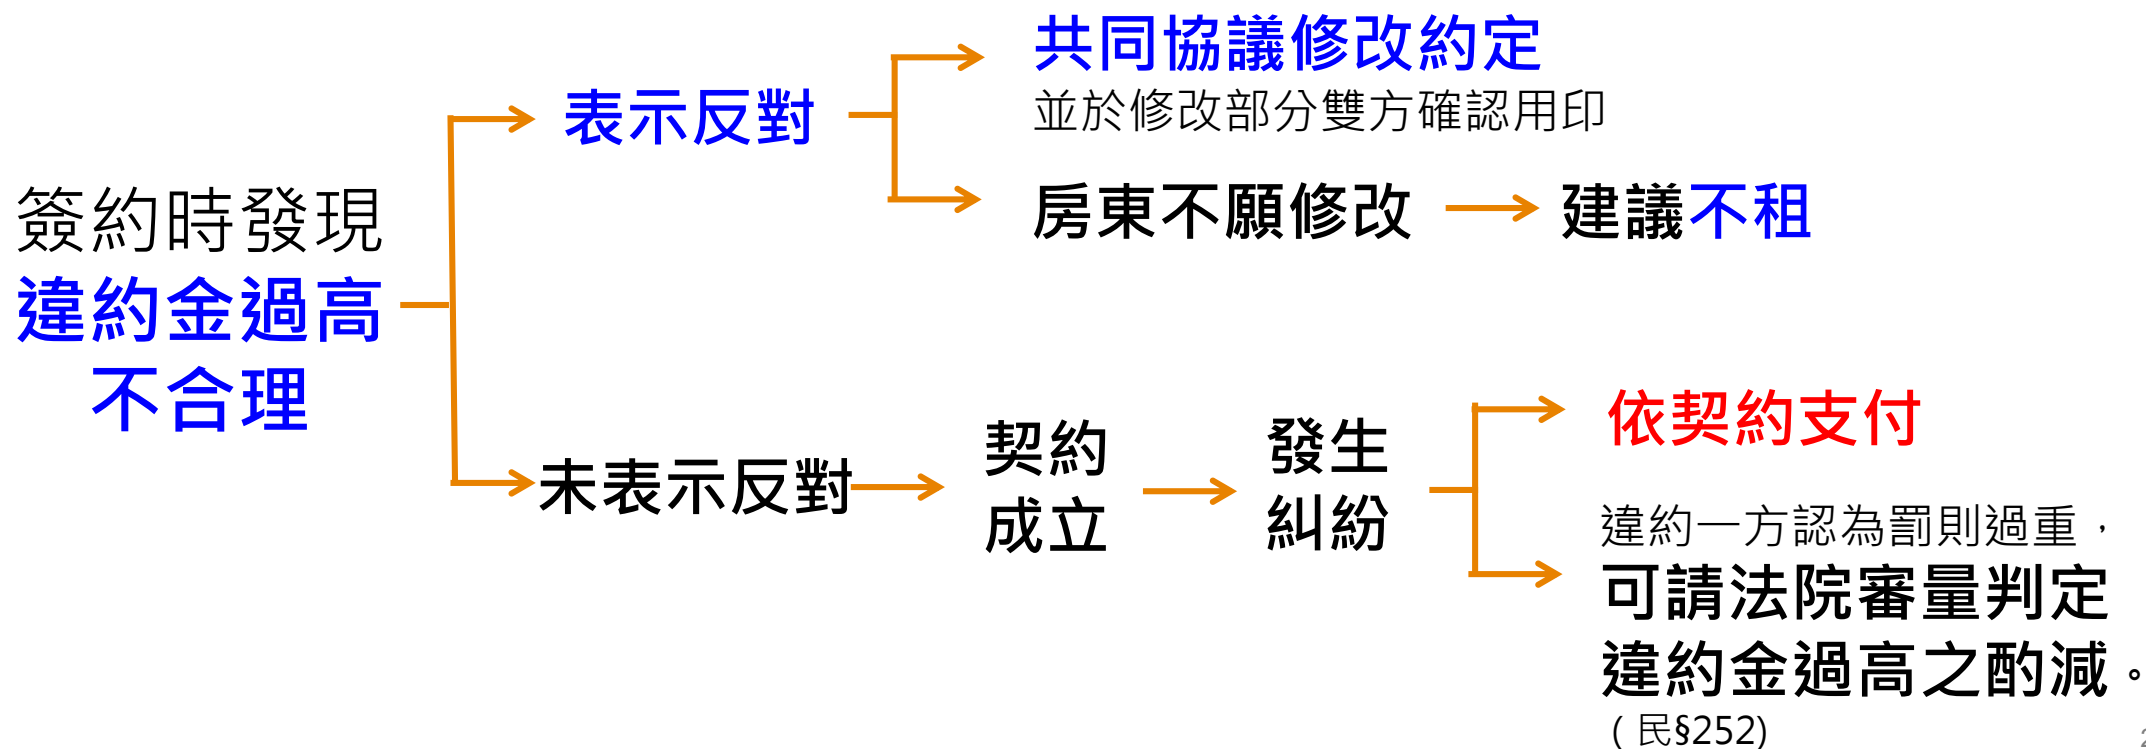 簽約時發現
違約金過高
不合理
表示反對
共同協議修改約定
並於修改部分雙方確認用印
房東不願修改
建議不租
未表示反對
契約
成立
發生
糾紛
依契約支付
違約一方認為罰則過重，
可請法院審量判定
違約金過高之酌減。
( 民§252)